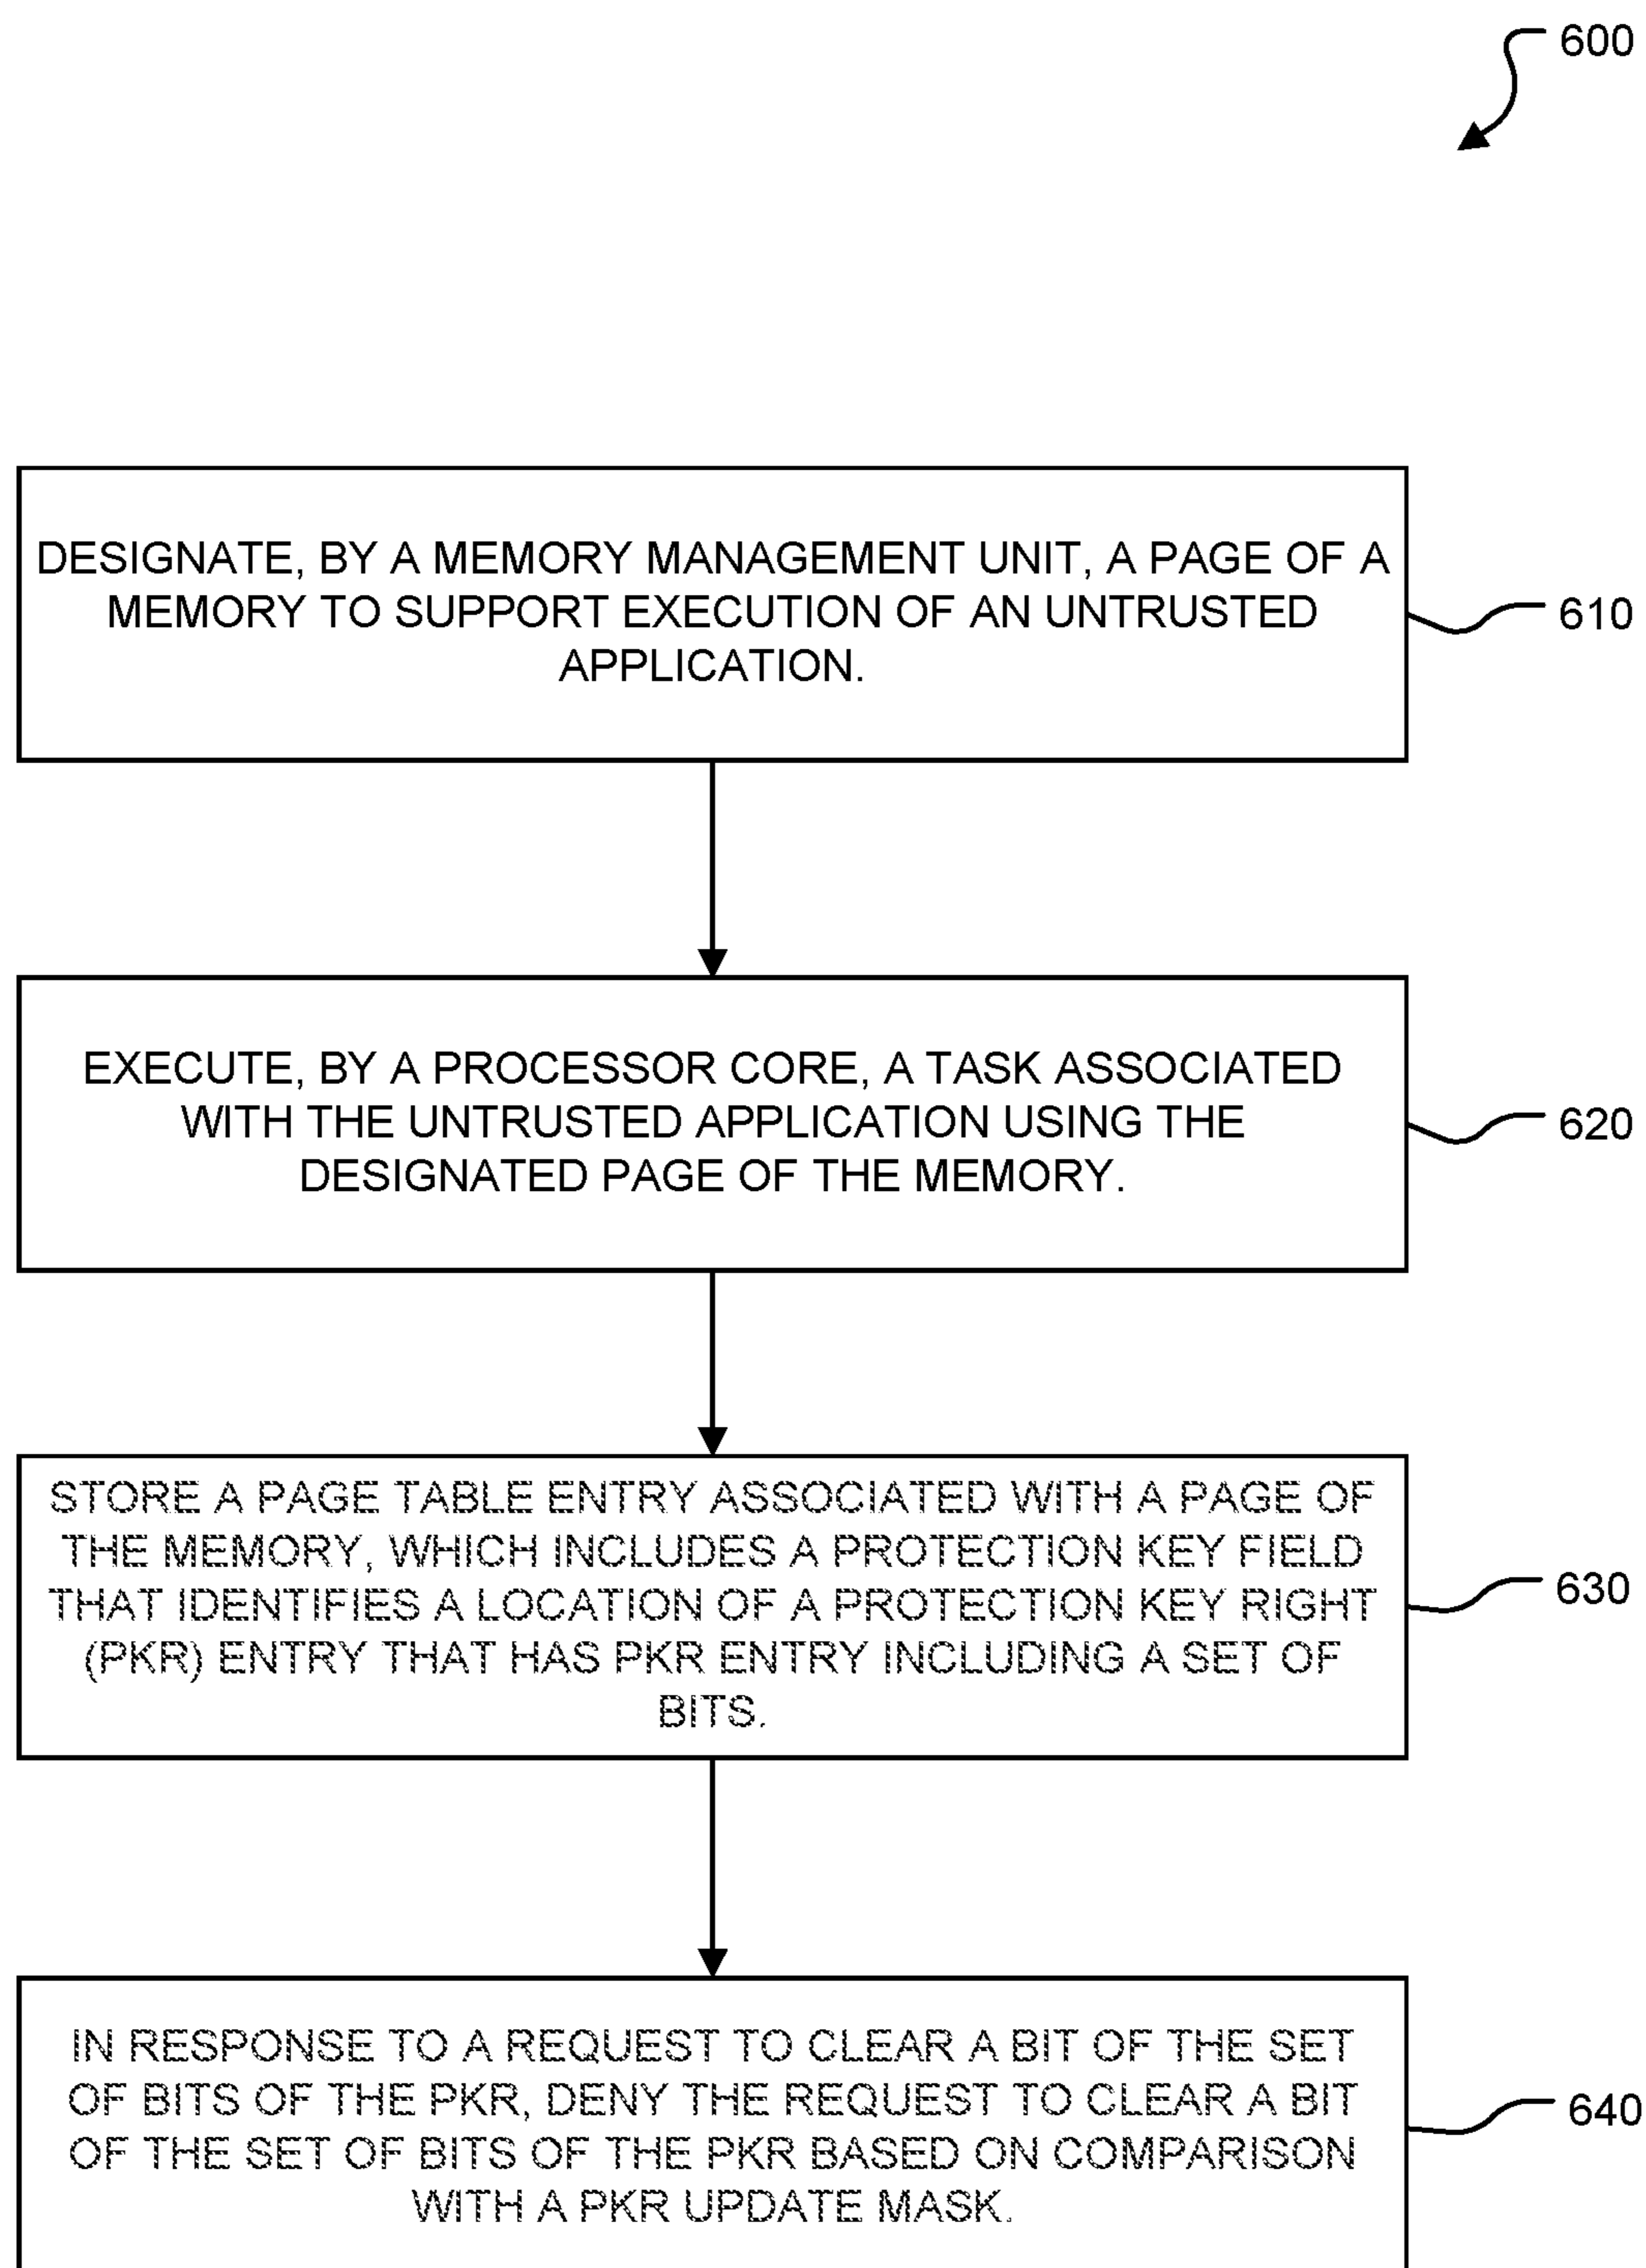 600
DESIGNATE, BY A MEMORY MANAGEMENT UNIT, A PAGE OF A
MEMORY TO SUPPORT EXECUTION OF AN UNTRUSTED
APPLICATION.
610
EXECUTE, BY A PROCESSOR CORE, A TASK ASSOCIATED
WITH THE UNTRUSTED APPLICATION USING THE
DESIGNATED PAGE OF THE MEMORY.
620
STORE A PAGE TABLE ENTRY ASSOCIATED WITH A PAGE OF
THE MEMORY, WHICH INCLUDES A PROTECTION KEY FIELD
THAT IDENTIFIES A LOCATION OF A PROTECTION KEY RIGHT
(PKR) ENTRY THAT HAS PKR ENTRY INCLUDING A SET OF
BITS.
630
IN RESPONSE TO A REQUEST TO CLEAR A BIT OF THE SET
OF BITS OF THE PKR, DENY THE REQUEST TO CLEAR A BIT
OF THE SET OF BITS OF THE PKR BASED ON COMPARISON
WITH A PKR UPDATE MASK.
640